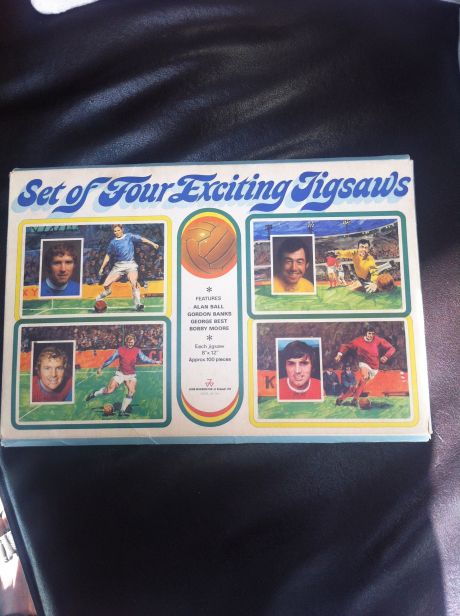 Set of Four Exciting Jigsaws
*
FEATURES
ALAN BALL
GORDON BANKS
GEORGE BEST
BOBBY MOORE
*
Each jigsaw
8"x 12"
Approx 100 pieces